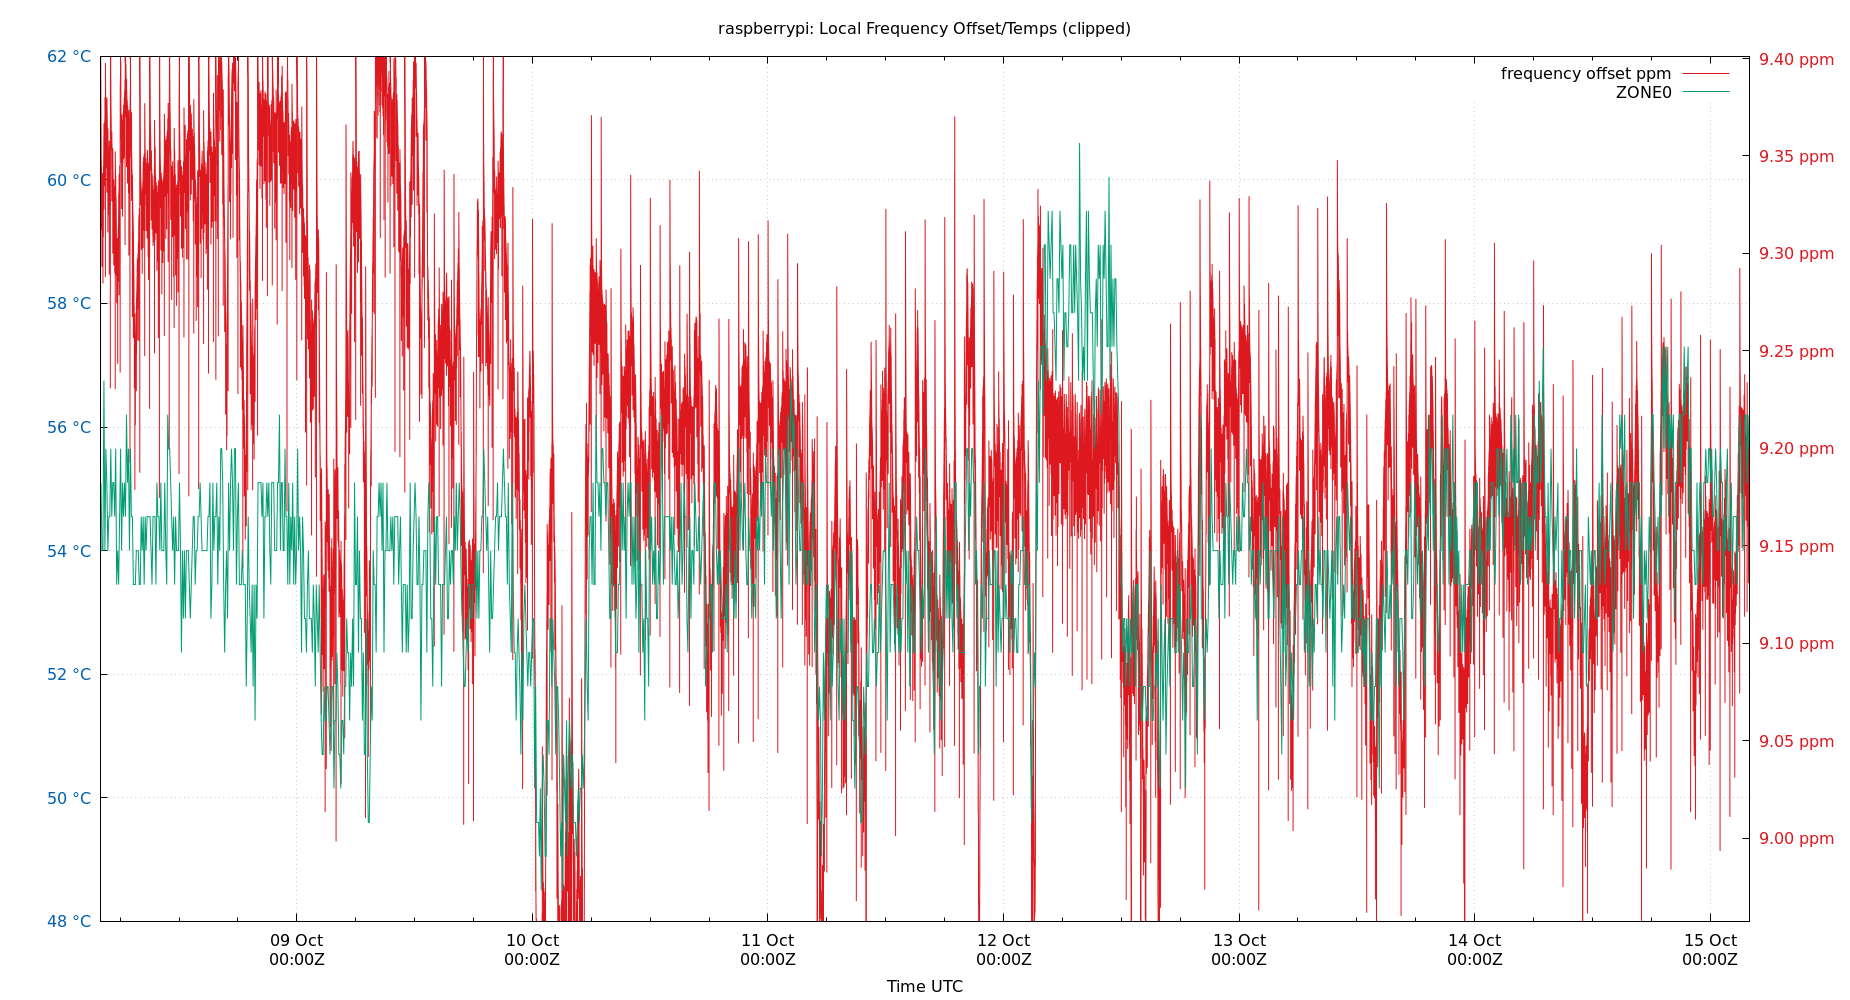 raspberrypi: Local Frequency Offset/Temps (clipped)
62 °C
60 °C
58 °C
56 °C
54 °C
52 °C
50 °C
48 °C
9.40 ppm
9.35 ppm
9.30 ppm
9.25 ppm
9.20 ppm
9.15 ppm
9.10 ppm
9.05 ppm
9.00 ppm
frequency offset ppm
ZONE0
09 Oct
00:00Z
10 Oct
00:00Z
11 Oct
00:00Z
12 Oct
00:00Z
13 Oct
00:00Z
14 Oct
00:00Z
15 Oct
00:00Z
Time UTC